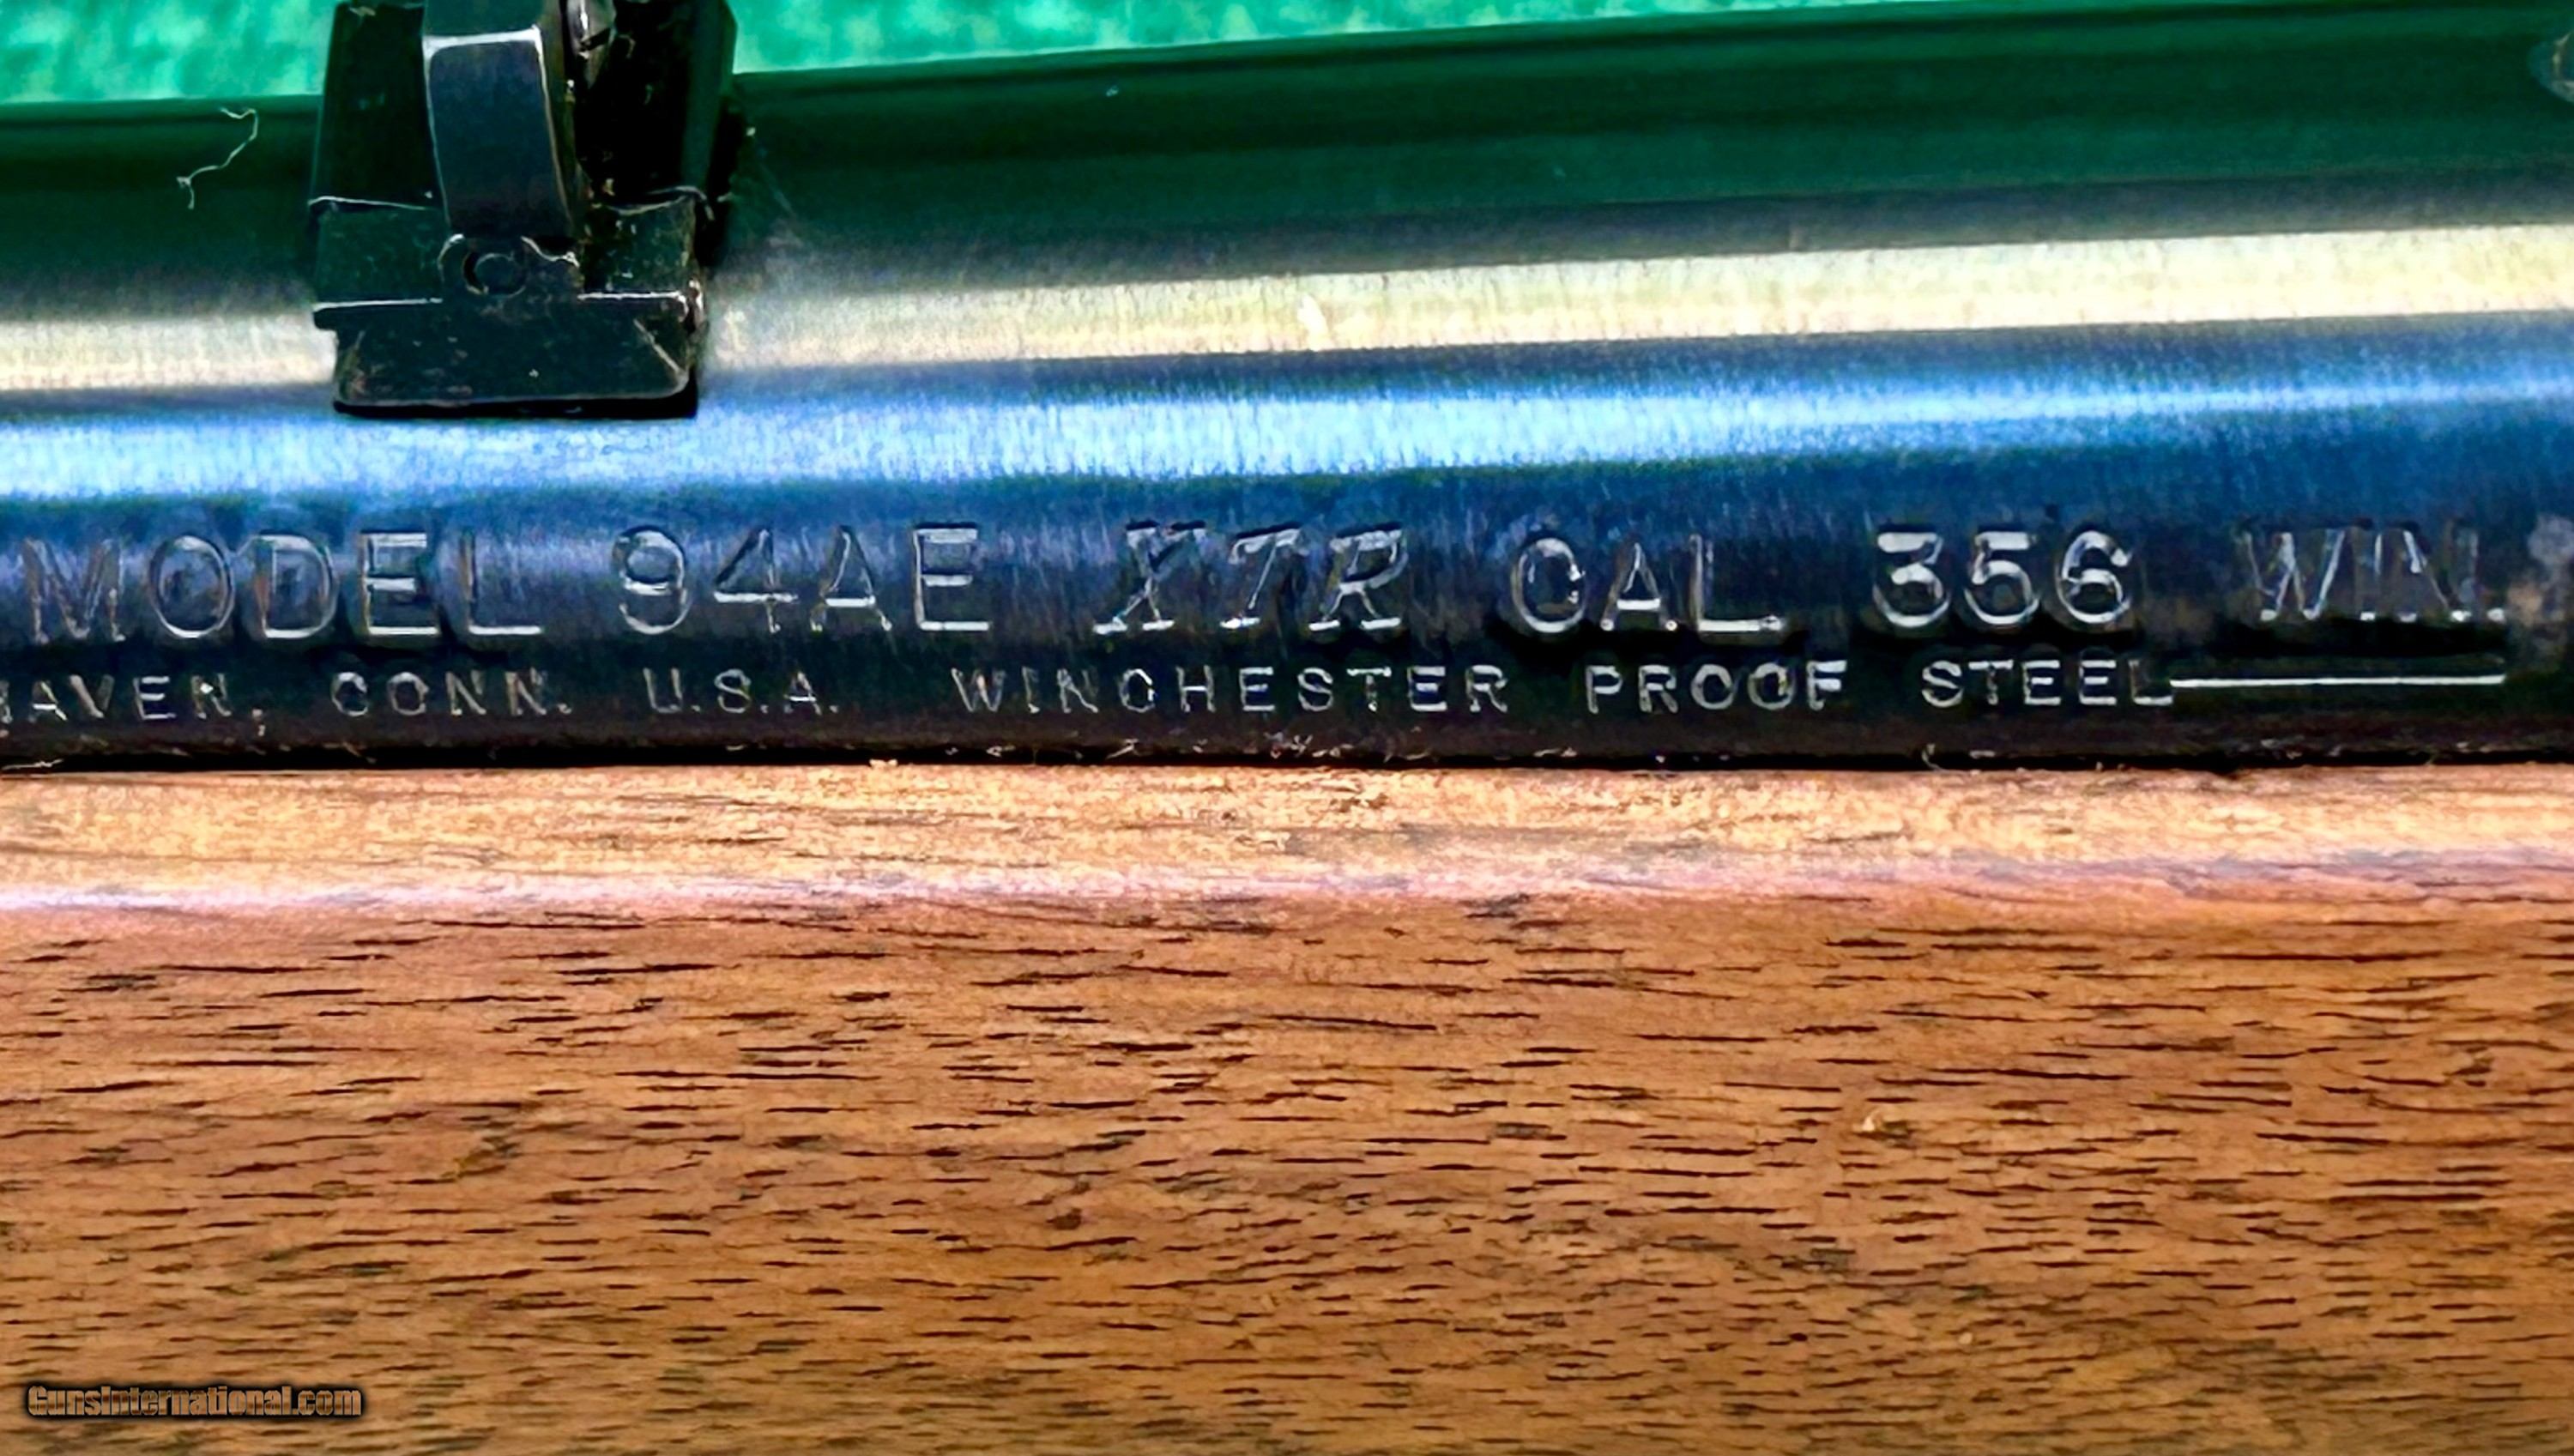 MODEL 94AE XTR CAL 356 WIN.
HAVEN, CONN. U.S.A. WINCHESTER PROOF STEEL
GunsInternational.com